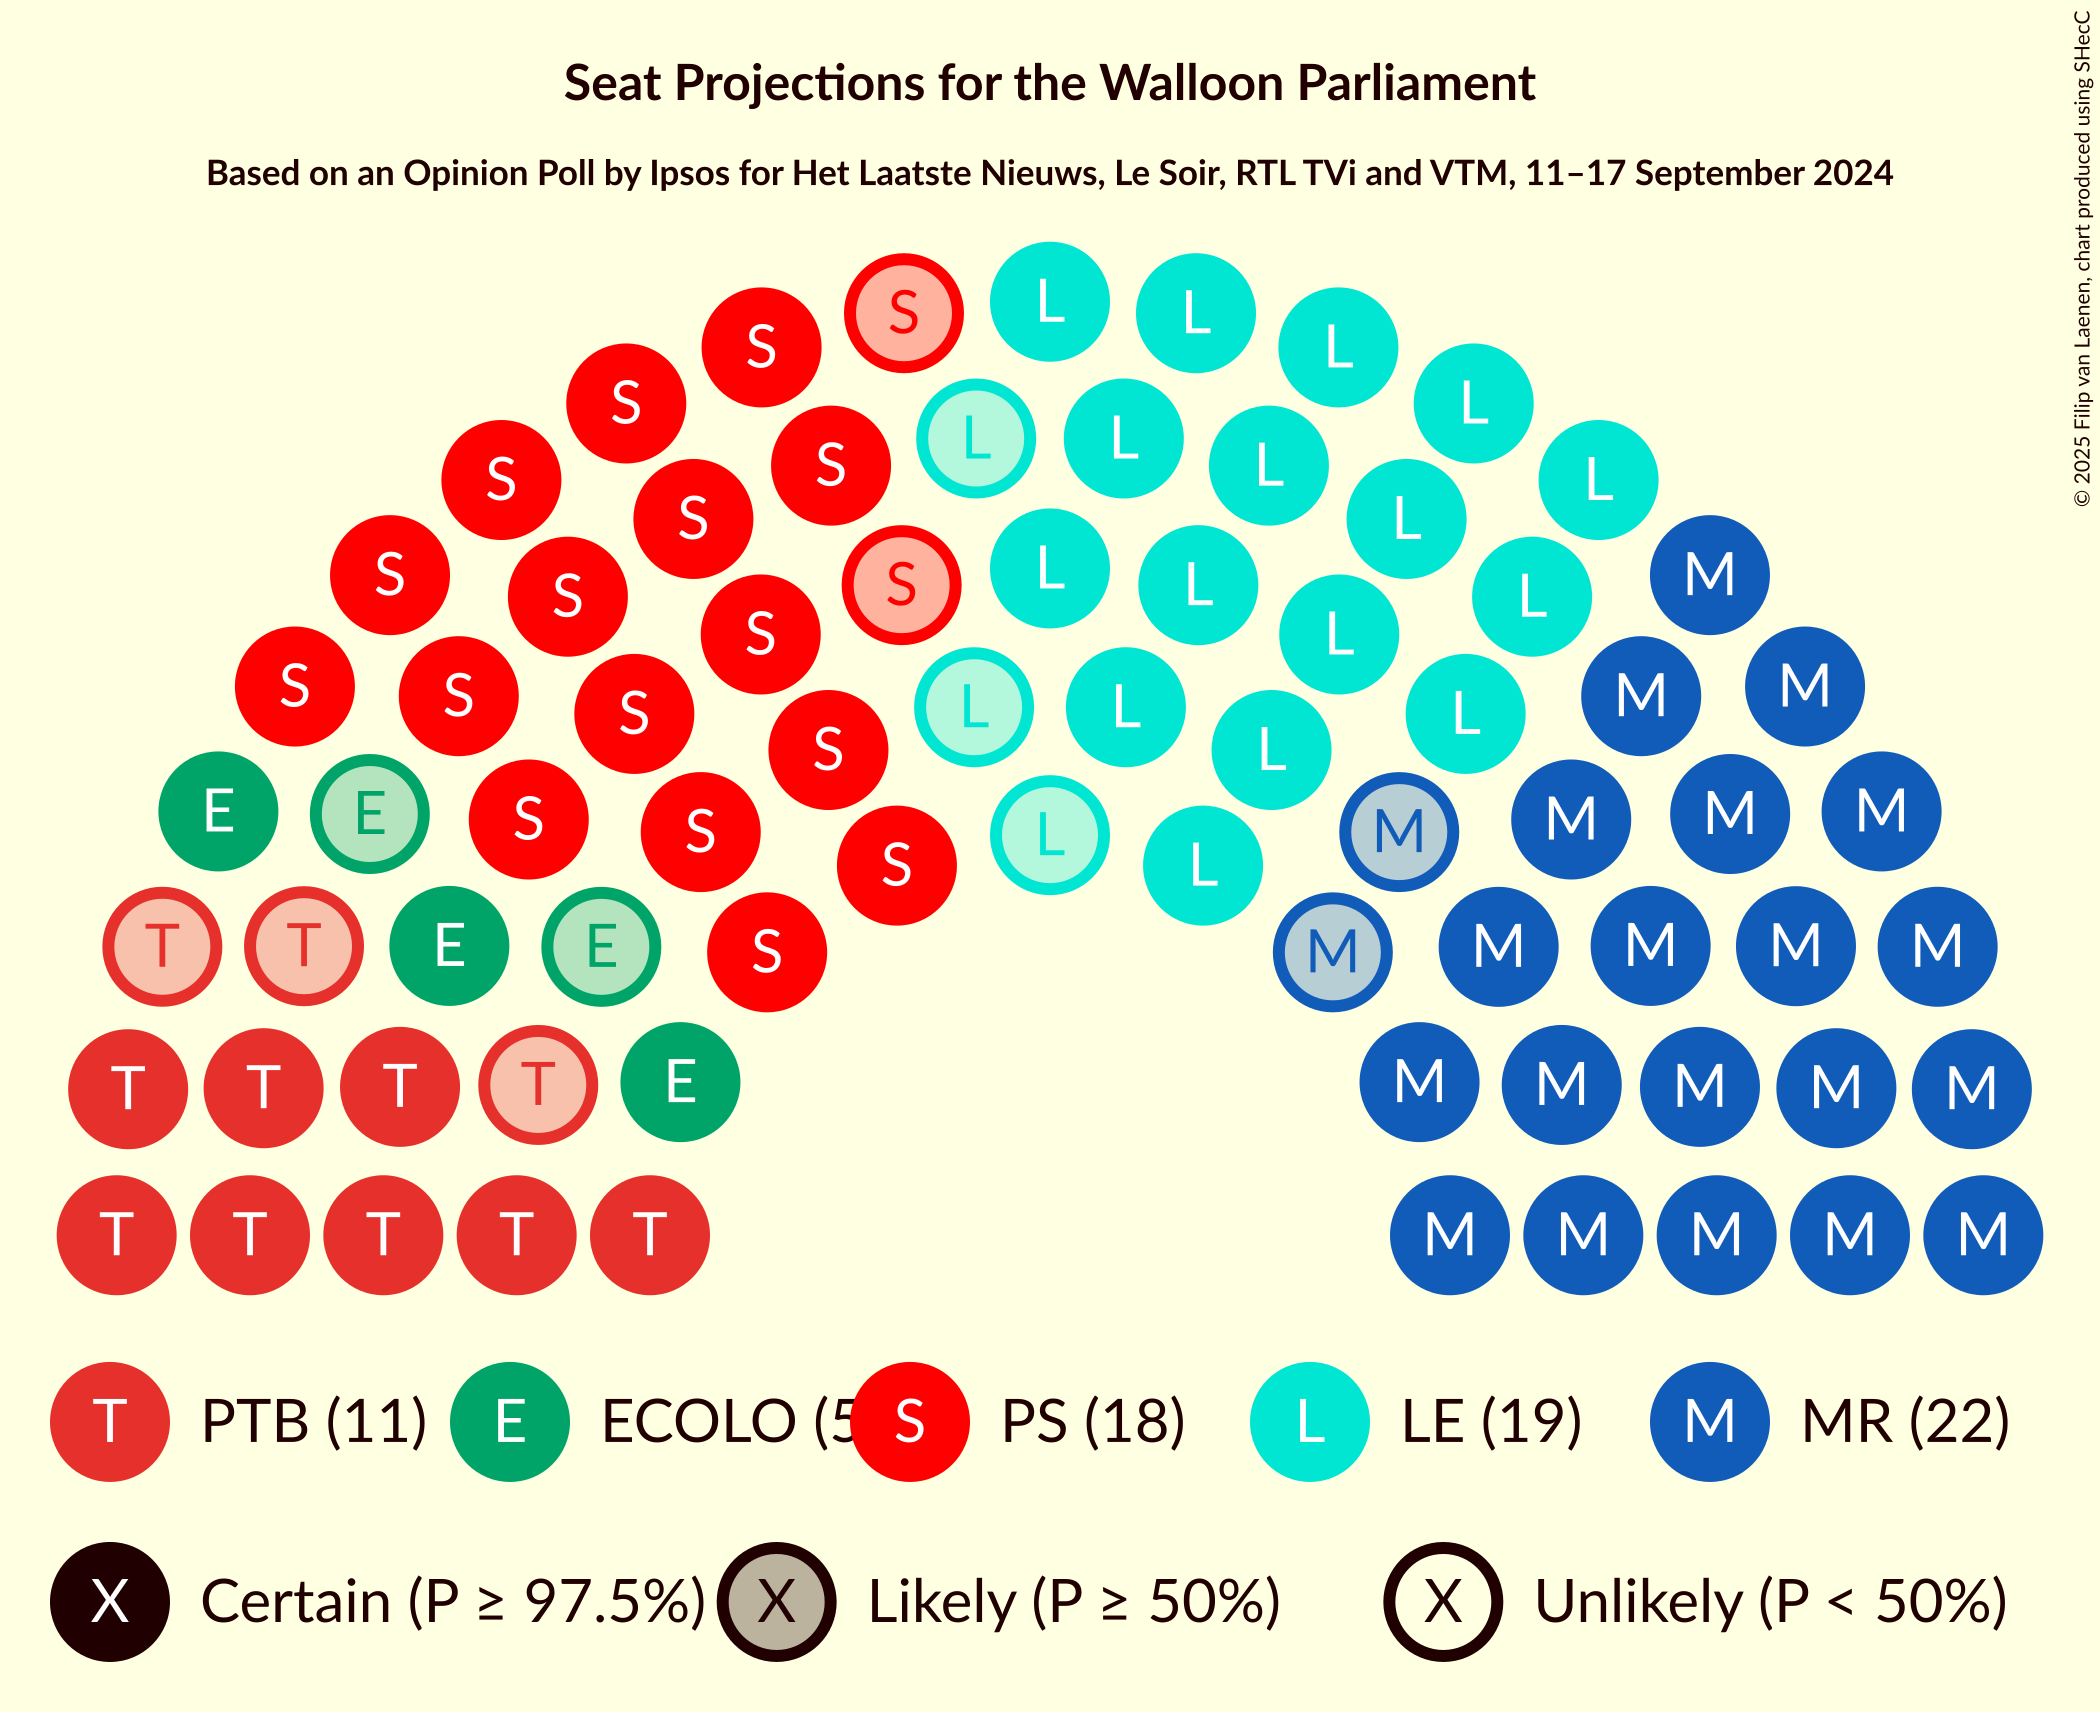 Seat Projections for the Walloon Parliament
Based on an Opinion Poll by Ipsos for Het Laatste Nieuws, Le Soir, RTL TVi and VTM, 11–17 September 2024
© 2025 Filip van Laenen, chart produced using SHecC
L
S L
S L
S L
L L
S L
S L
S L
S L
L
S L
S L
S M
S L
S L
S M
S M
L L
S L
S L
E M
E M
S M
S M
L
S L
T M
T M
E M
E M
S M
T M
T M
T M
T M
E M
T T T T T M M M M M
T PTB (11) E ECOLO (5 S PS (18) L LE (19) M MR (22)
X Certain (P ≥ 97.5%) X Likely (P ≥ 50%) X Unlikely (P < 50%)